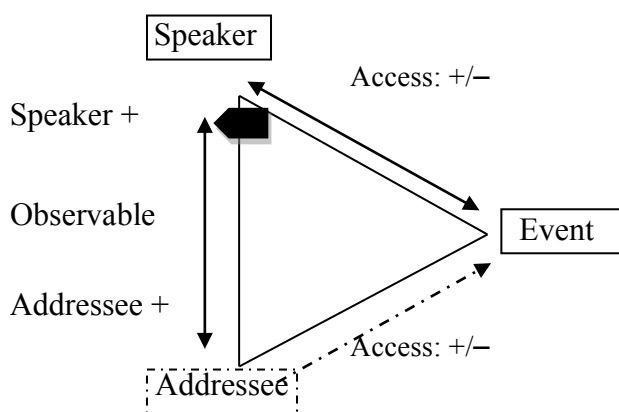 Speaker
Access: +/–
Speaker +
Observable
Event
Addressee +
Access: +/–
Addressee